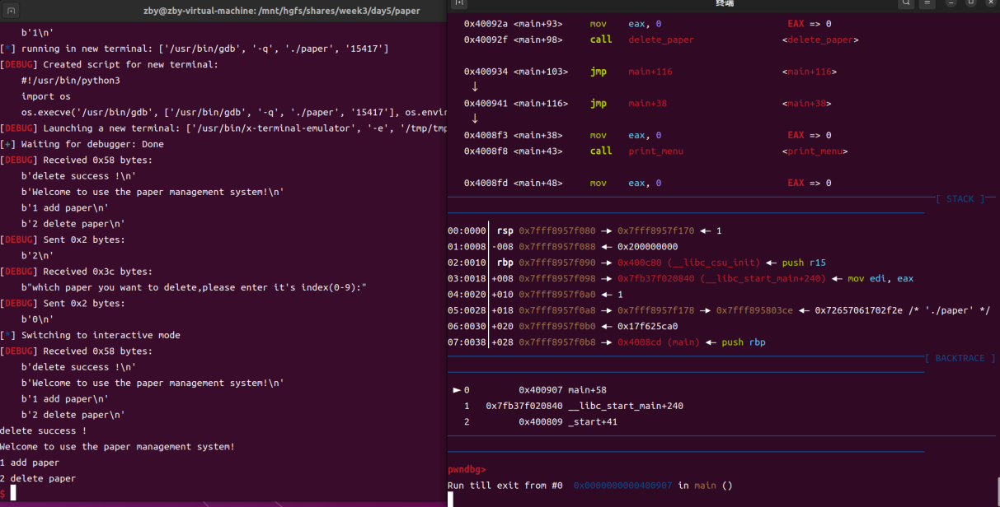 zby@zby-virtual-machine: /mnt/hgfs/shares/week3/day5/paper
b'1\n'
[*] running in new terminal: ['/usr/bin/gdb', '-q', './paper', '15417']
[DEBUG] Created script for new terminal:
#!/usr/bin/python3
import os
os.execve('/usr/bin/gdb', ['/usr/bin/gdb', '-q', './paper', '15417'], os.envir
[DEBUG] Launching a new terminal: ['/usr/bin/x-terminal-emulator', '-e', '/tmp/tmp
[+] Waiting for debugger: Done
[DEBUG] Received 0x58 bytes:
b'delete success !\n'
b'Welcome to use the paper management system!\n'
b'1 add paper\n'
b'2 delete paper\n'
[DEBUG] Sent 0x2 bytes:
b'2\n'
[DEBUG] Received 0x3c bytes:
b"which paper you want to delete,please enter it's index(0-9):"
[DEBUG] Sent 0x2 bytes:
b'0\n'
[*] Switching to interactive mode
[DEBUG] Received 0x58 bytes:
b'delete success !\n'
b'Welcome to use the paper management system!\n'
b'1 add paper\n'
b'2 delete paper\n'
delete success !
Welcome to use the paper management system!
1 add paper
2 delete paper
$
终端
0x40092a <main+93> mov eax, 0 EAX => 0
0x40092f <main+98> call delete_paper <delete_paper>
0x400934 <main+103> jmp main+116 <main+116>
↓
0x400941 <main+116> jmp main+38 <main+38>
↓
0x4008f3 <main+38> mov eax, 0 EAX => 0
0x4008f8 <main+43> call print_menu <print_menu>
0x4008fd <main+48> mov eax, 0 EAX => 0
[ STACK ]
00:0000│ rsp 0x7fff8957f080 —▸ 0x7fff8957f170 ◂— 1
01:0008│-008 0x7fff8957f088 ◂— 0x200000000
02:0010│ rbp 0x7fff8957f090 —▸ 0x400c80 (__libc_csu_init) ◂— push r15
03:0018│+008 0x7fff8957f098 —▸ 0x7fb37f020840 (__libc_start_main+240) ◂— mov edi, eax
04:0020│+010 0x7fff8957f0a0 ◂— 1
05:0028│+018 0x7fff8957f0a8 —▸ 0x7fff8957f178 —▸ 0x7fff895803ce ◂— 0x72657061702f2e /* './paper' */
06:0030│+020 0x7fff8957f0b0 ◂— 0x17f625ca0
07:0038│+028 0x7fff8957f0b8 —▸ 0x4008cd (main) ◂— push rbp
[ BACKTRACE ]
► 0 0x400907 main+58
1 0x7fb37f020840 __libc_start_main+240
2 0x400809 _start+41
pwndbg>
Run till exit from #0 0x0000000000400907 in main ()